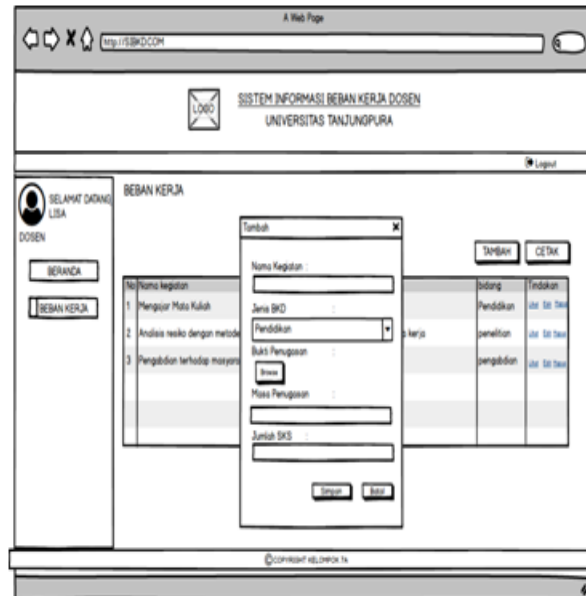 A Web Page
http://SIBKD.COM
LOGO
SISTEM INFORMASI BEBAN KERJA DOSEN
UNIVERSITAS TANJUNGPURA
Logout
SELAMAT DATANG
LISA
DOSEN
BERANDA
BEBAN KERJA
BEBAN KERJA
TAMBAH CETAK
No Nama kegiatan bidang Tindakan
1 Mengajar Mata Kuliah Pendidikan
2 Analisis resiko dengan metode kerja penelitian
3 Pengabdian terhadap masyara pengabdian
Tambah
Nama Kegiatan :
Jenis BKD :
Pendidikan
Bukti Penugasan :
Browse
Masa Penugasan :
Jumlah SKS :
Simpan Batal
©COPYRIGHT KELOMPOK 7A